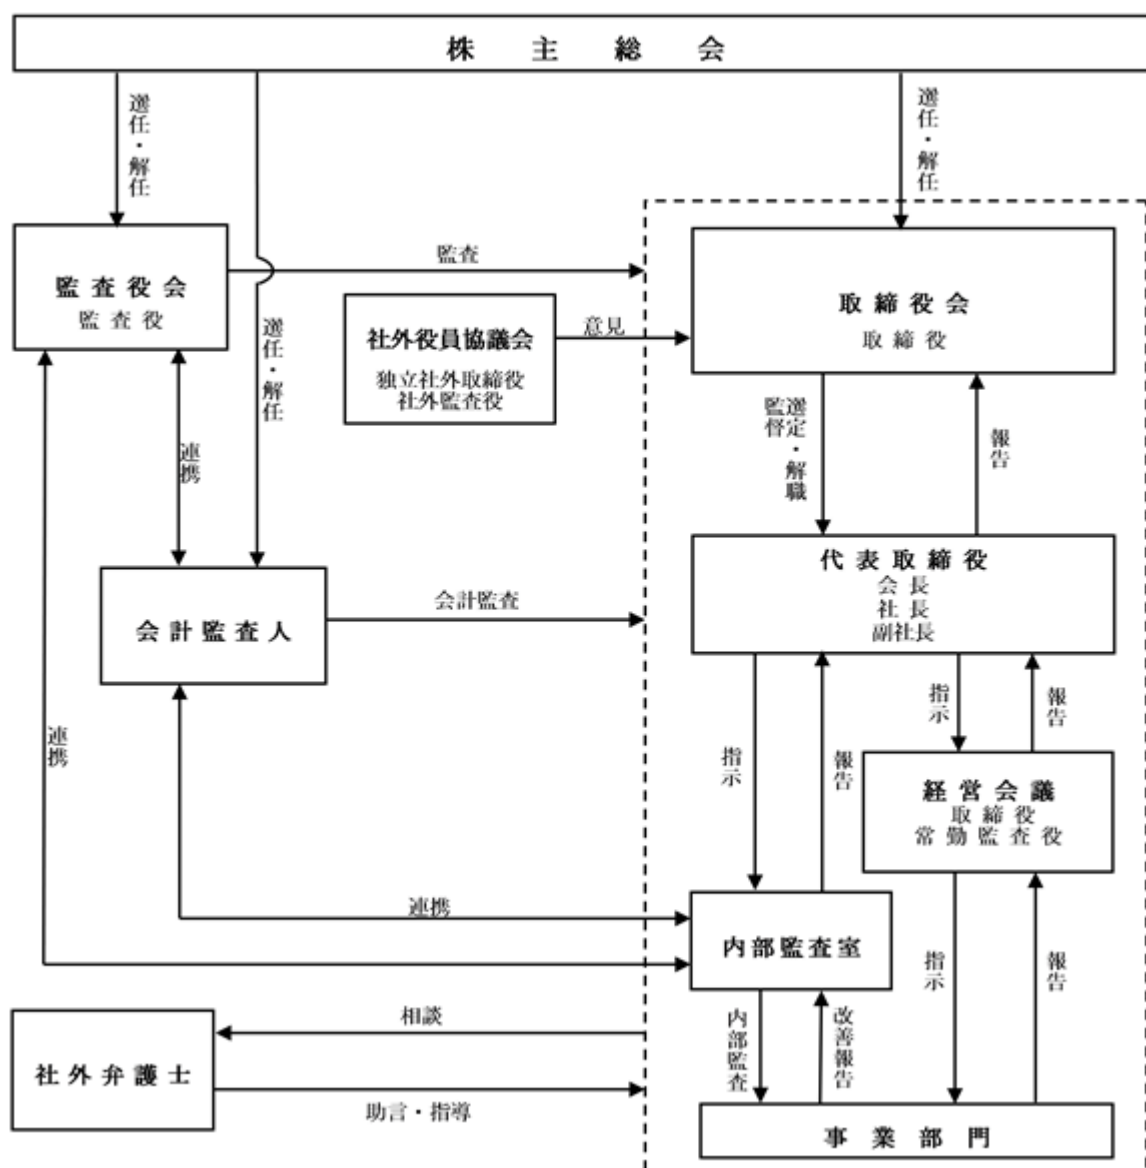 株主総会
選任・解任
選任・解任
選任・解任
監査役会
監査役
監査
社外役員協議会
独立社外取締役
社外監査役
意見
取締役会
取締役
連携
選定・解職
監督
報告
代表取締役
会長
社長
副社長
会計監査人
会計監査
連携
指示
報告
指示
報告
経営会議
取締役
常勤監査役
連携
内部監査室
指示
報告
社外弁護士
相談
助言・指導
内部監査
改善報告
事業部門